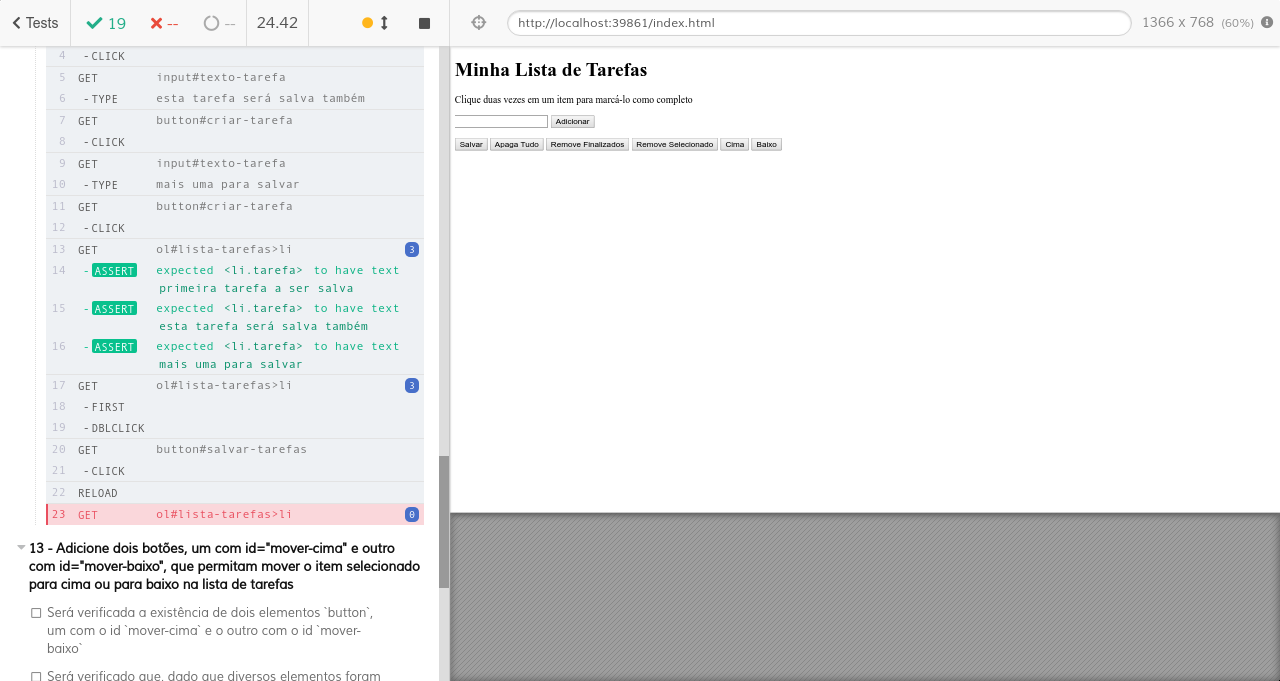 Tests 19 -- -- 24.42 http://localhost:39861/index.html 1366 x 768 (60%)
4 -CLICK
5 GET input#texto-tarefa
6 -TYPE esta tarefa será salva também
7 GET button#criar-tarefa
8 -CLICK
9 GET input#texto-tarefa
10 -TYPE mais uma para salvar
11 GET button#criar-tarefa
12 -CLICK
13 GET ol#lista-tarefas>li 3
14 -ASSERT expected <li.tarefa> to have text
primeira tarefa a ser salva
15 -ASSERT expected <li.tarefa> to have text
esta tarefa será salva também
16 -ASSERT expected <li.tarefa> to have text
mais uma para salvar
17 GET ol#lista-tarefas>li 3
18 -FIRST
19 -DBLCLICK
20 GET button#salvar-tarefas
21 -CLICK
22 RELOAD
23 GET ol#lista-tarefas>li 0
13 - Adicione dois botões, um com id="mover-cima" e outro
com id="mover-baixo", que permitam mover o item selecionado
para cima ou para baixo na lista de tarefas
Será verificada a existência de dois elementos `button`,
um com o id `mover-cima` e o outro com o id `mover-
baixo`
Será verificado que, dado que diversos elementos foram
Minha Lista de Tarefas
Clique duas vezes em um item para marcá-lo como completo
Adicionar
Salvar Apaga Tudo Remove Finalizados Remove Selecionado Cima Baixo